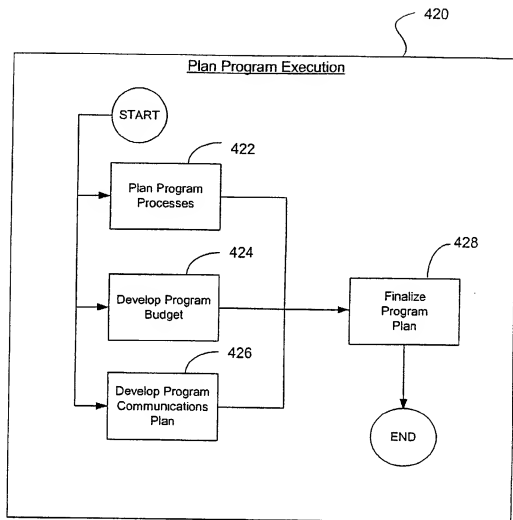 420
Plan Program Execution
START
422
Plan Program
Processes
424
Develop Program
Budget
426
Develop Program
Communications
Plan
428
Finalize
Program
Plan
END